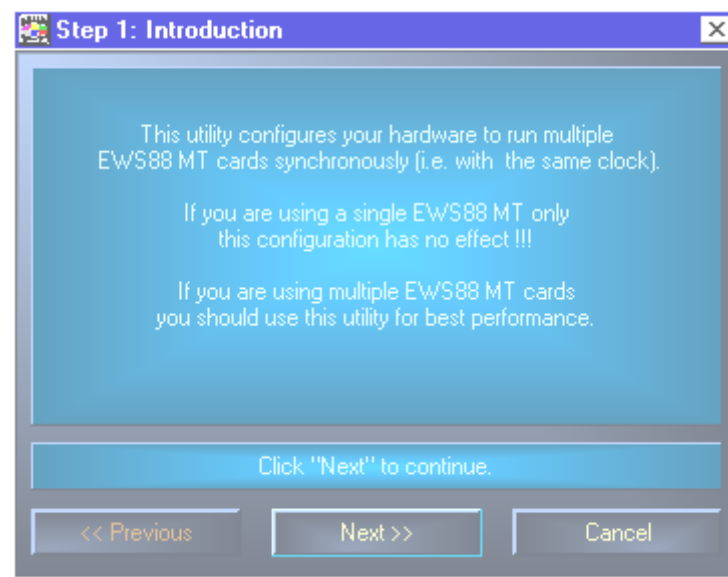 Step 1: Introduction
This utility configures your hardware to run multiple
EWS88 MT cards synchronously (i.e. with the same clock).
If you are using a single EWS88 MT only
this configuration has no effect !!!
If you are using multiple EWS88 MT cards
you should use this utility for best performance.
Click "Next" to continue.
<< Previous
Next >>
Cancel